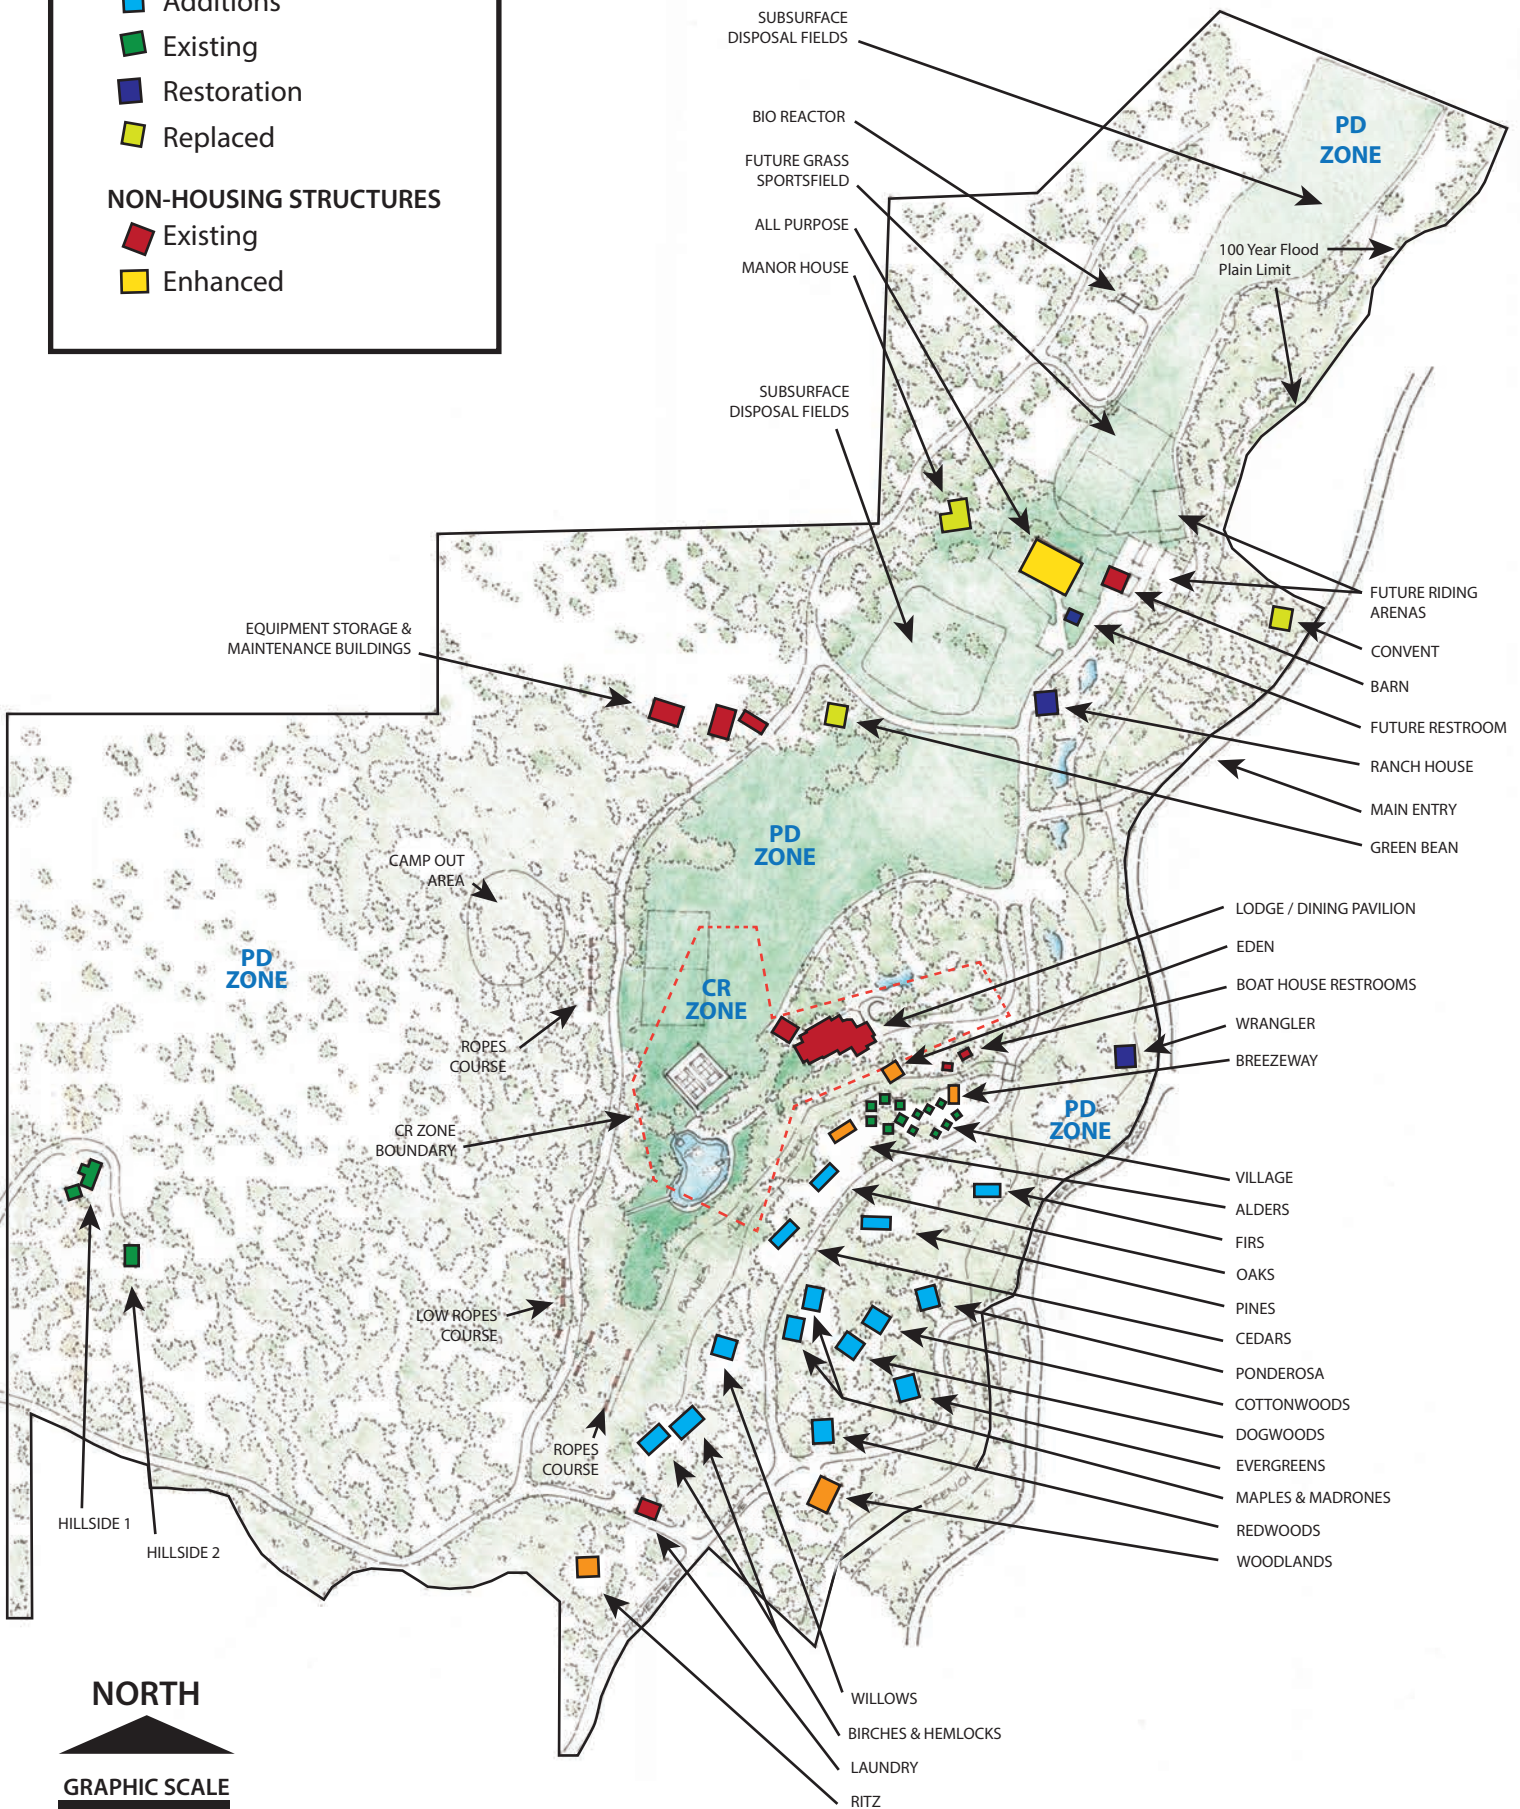 Additions
Existing
Restoration
Replaced
NON-HOUSING STRUCTURES
Existing
Enhanced
SUBSURFACE
DISPOSAL FIELDS
BIO REACTOR
FUTURE GRASS
SPORTSFIELD
ALL PURPOSE
MANOR HOUSE
PD
ZONE
100 Year Flood
Plain Limit
SUBSURFACE
DISPOSAL FIELDS
EQUIPMENT STORAGE &
MAINTENANCE BUILDINGS
FUTURE RIDING
ARENAS
CONVENT
BARN
FUTURE RESTROOM
RANCH HOUSE
MAIN ENTRY
GREEN BEAN
PD
ZONE
CAMP OUT
AREA
PD
ZONE
CR
ZONE
LODGE / DINING PAVILION
EDEN
BOAT HOUSE RESTROOMS
WRANGLER
BREEZEWAY
ROPES
COURSE
CR ZONE
BOUNDARY
PD
ZONE
VILLAGE
ALDERS
FIRS
OAKS
PINES
CEDARS
PONDEROSA
COTTONWOODS
DOGWOODS
EVERGREENS
MAPLES & MADRONES
REDWOODS
WOODLANDS
LOW ROPES
COURSE
ROPES
COURSE
HILLSIDE 1
HILLSIDE 2
WILLOWS
BIRCHES & HEMLOCKS
LAUNDRY
RITZ
NORTH
GRAPHIC SCALE